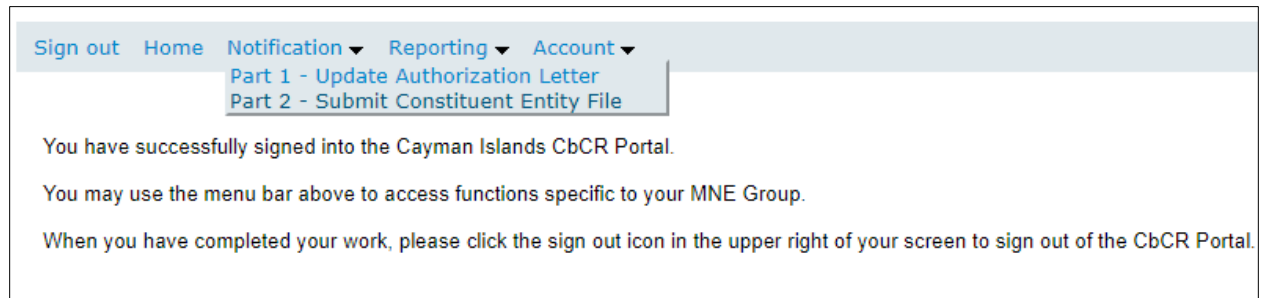 Sign out Home Notification Reporting Account
Part 1 - Update Authorization Letter
Part 2 - Submit Constituent Entity File
You have successfully signed into the Cayman Islands CbCR Portal.
You may use the menu bar above to access functions specific to your MNE Group.
When you have completed your work, please click the sign out icon in the upper right of your screen to sign out of the CbCR Portal.